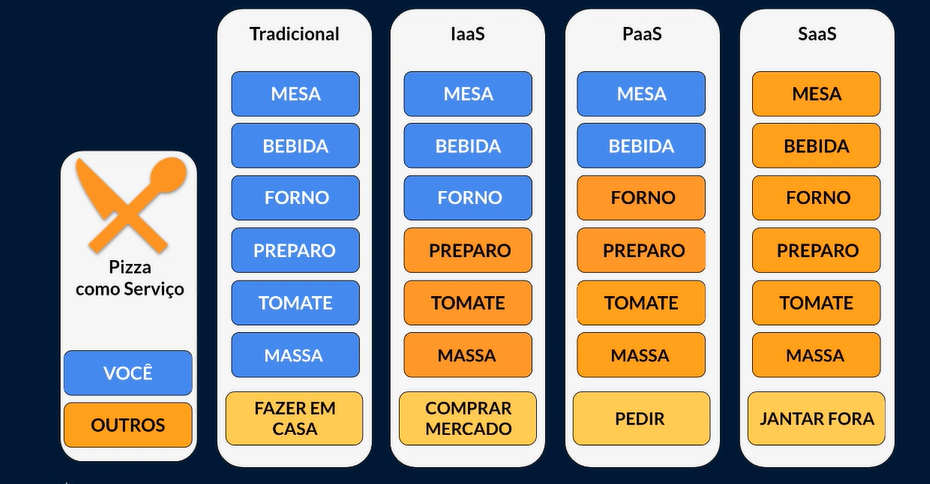 Tradicional
IaaS
PaaS
SaaS
MESA
MESA
MESA
MESA
BEBIDA
BEBIDA
BEBIDA
BEBIDA
FORNO
FORNO
FORNO
FORNO
PREPARO
PREPARO
PREPARO
PREPARO
Pizza
como Serviço
TOMATE
TOMATE
TOMATE
TOMATE
MASSA
MASSA
MASSA
MASSA
VOCÊ
OUTROS
FAZER EM
CASA
COMPRAR
MERCADO
PEDIR
JANTAR FORA